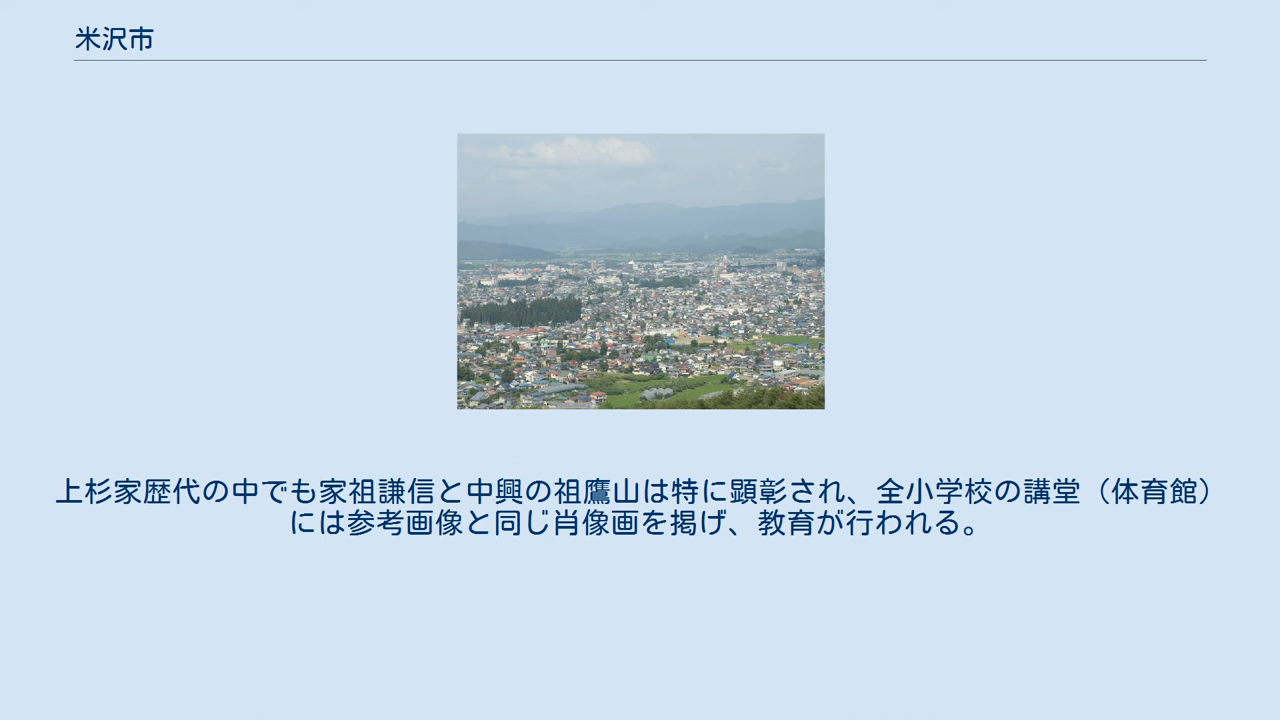 米沢市
上杉家歴代の中でも家祖謙信と中興の祖鷹山は特に顕彰され、全小学校の講堂（体育館）
には参考画像と同じ肖像画を掲げ、教育が行われる。